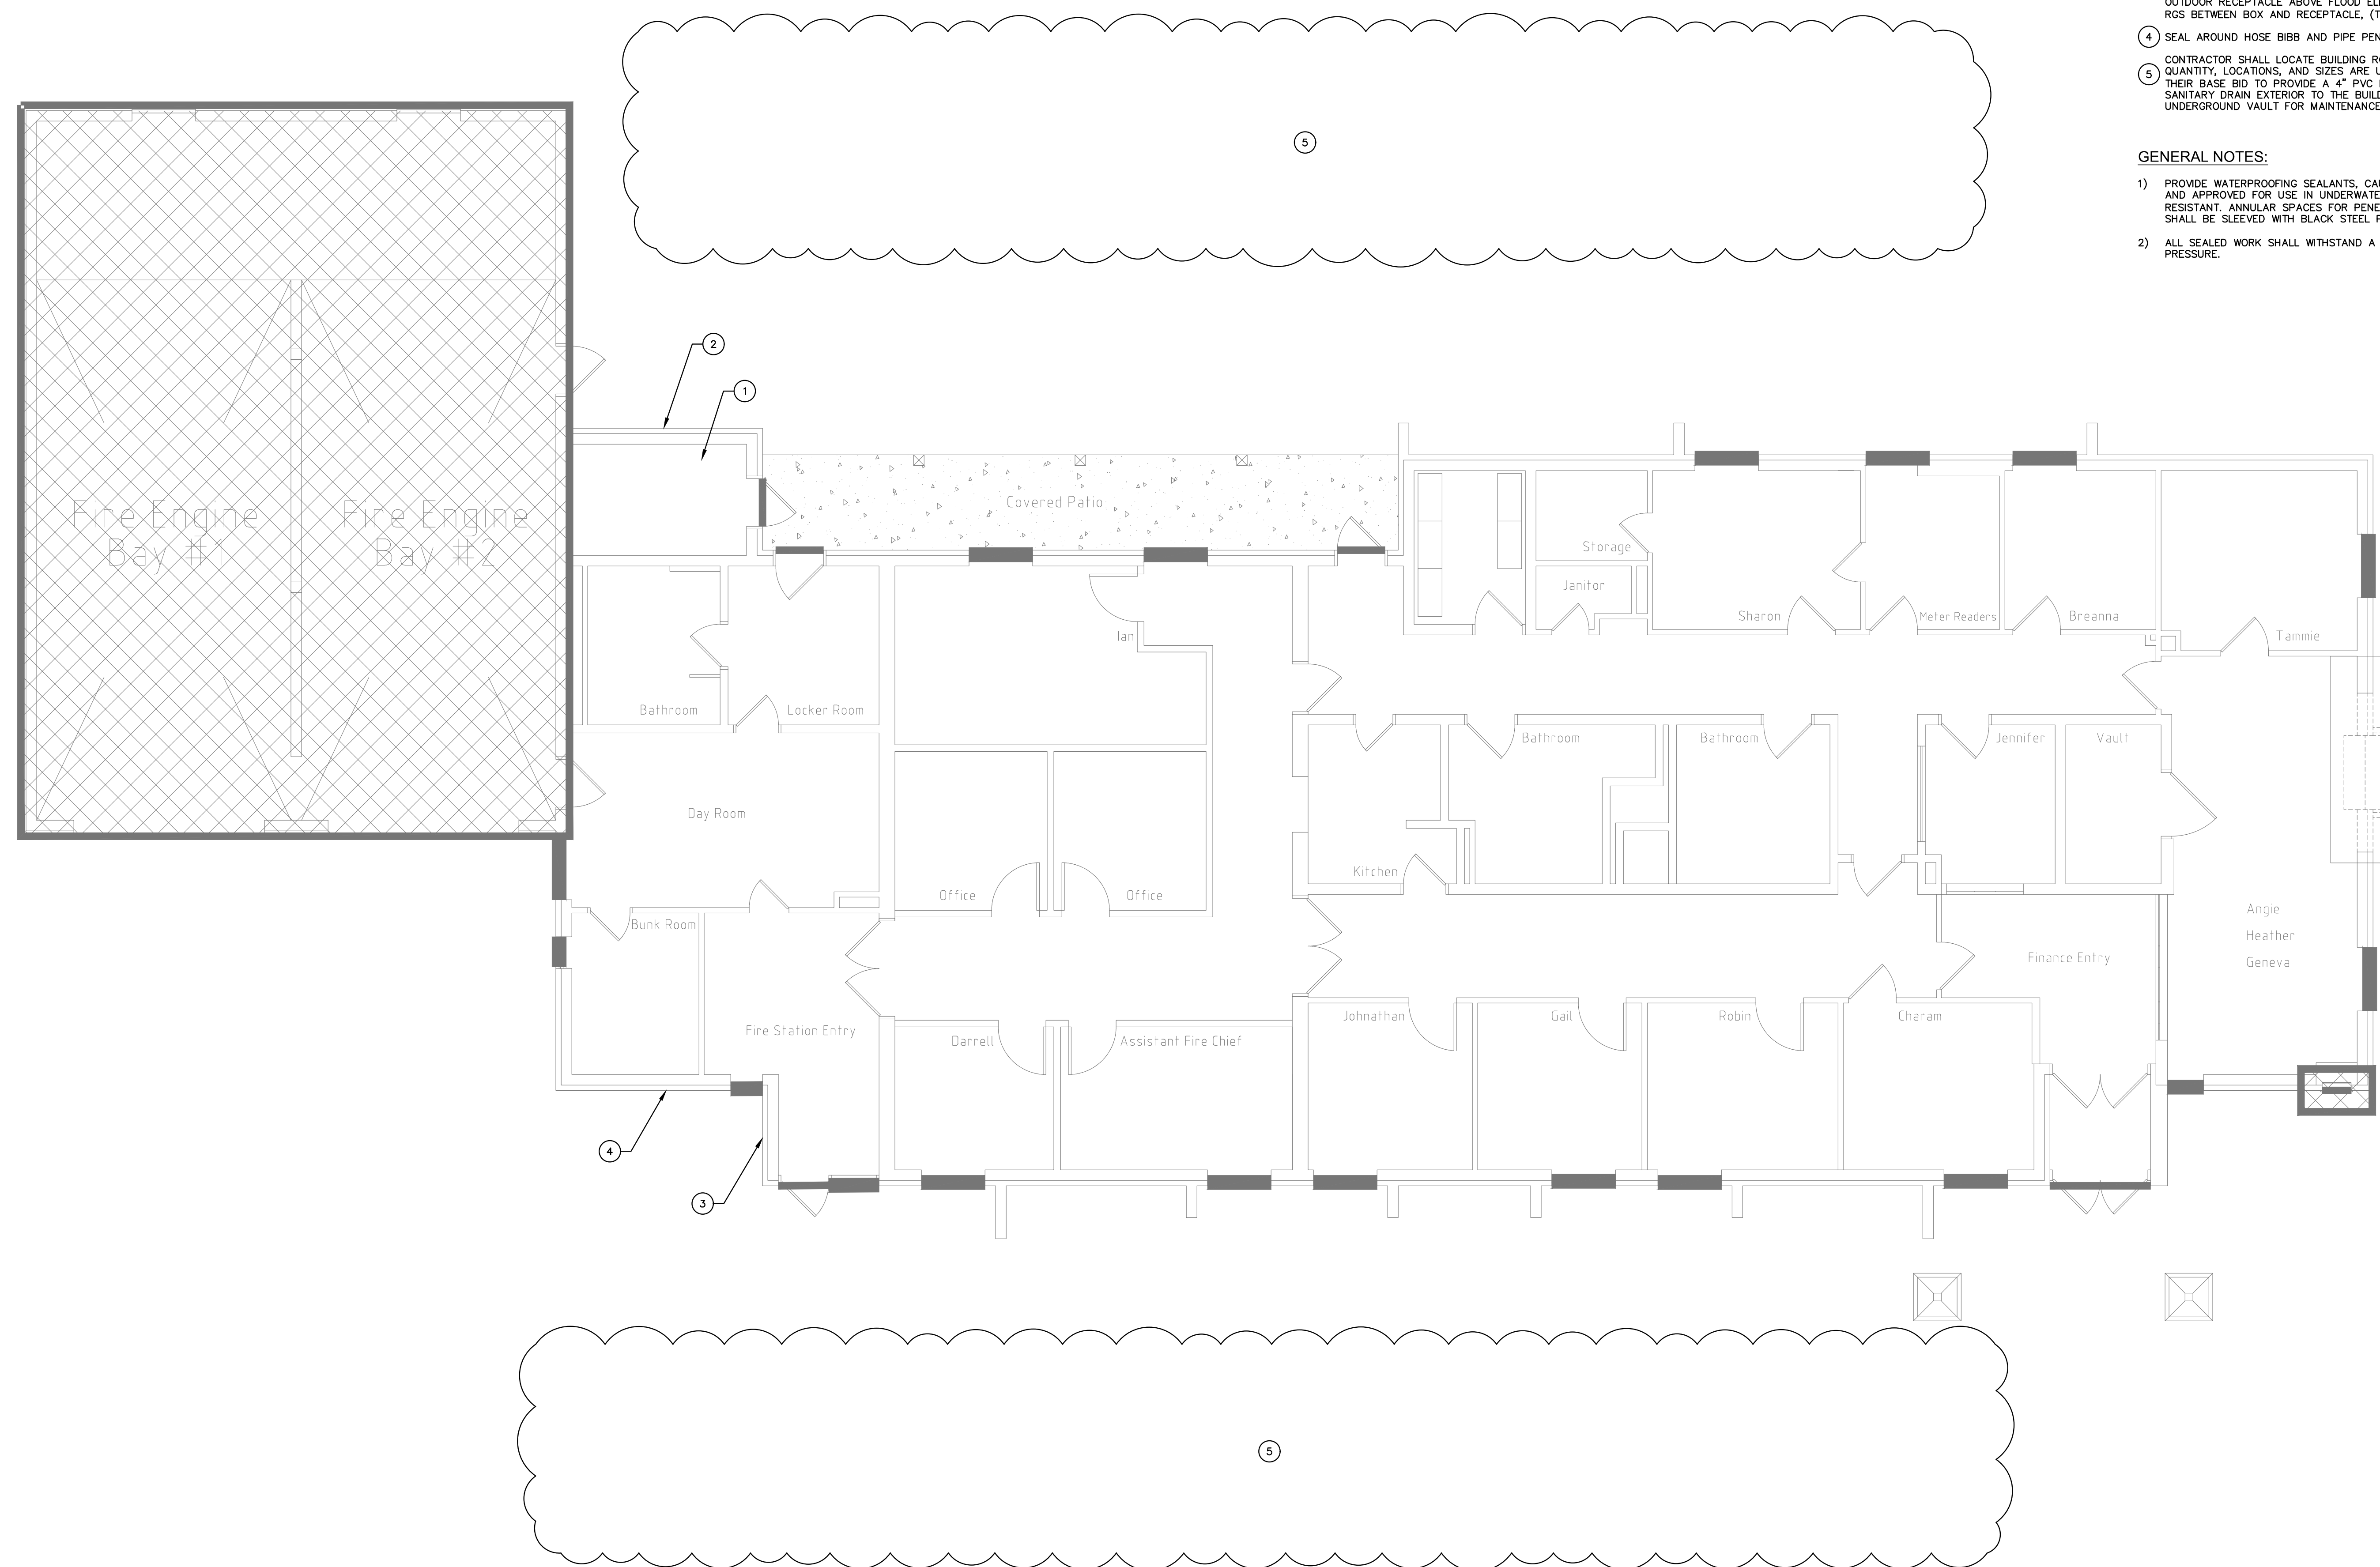 OUTDOOR RECEPTACLE ABOVE FLOOD
RGS BETWEEN BOX AND RECEPTACLE,
4 SEAL AROUND HOSE BIBB AND PIPE
CONTRACTOR SHALL LOCATE BUILDING
5 QUANTITY, LOCATIONS, AND SIZES ARE
THEIR BASE BID TO PROVIDE A 4" PVC
SANITARY DRAIN EXTERIOR TO THE
UNDERGROUND VAULT FOR MAINTENANCE
5
GENERAL NOTES:
1) PROVIDE WATERPROOFING SEALANTS,
AND APPROVED FOR USE IN
RESISTANT. ANNULAR SPACES FOR
SHALL BE SLEEVED WITH BLACK STEEL
2) ALL SEALED WORK SHALL WITHSTAND A
PRESSURE.
2
1
Fire Engine
Bay #1
Fire Engine
Bay #2
Covered Patio
Storage
Janitor
Ian
Sharon
Meter Readers
Breanna
Tammie
Bathroom
Locker Room
Bathroom
Bathroom
Jennifer
Vault
Day Room
Kitchen
Office
Office
Bunk Room
Angie
Heather
Geneva
Finance Entry
Fire Station Entry
Darrell
Assistant Fire Chief
Johnathan
Gail
Robin
Charam
4
3
5